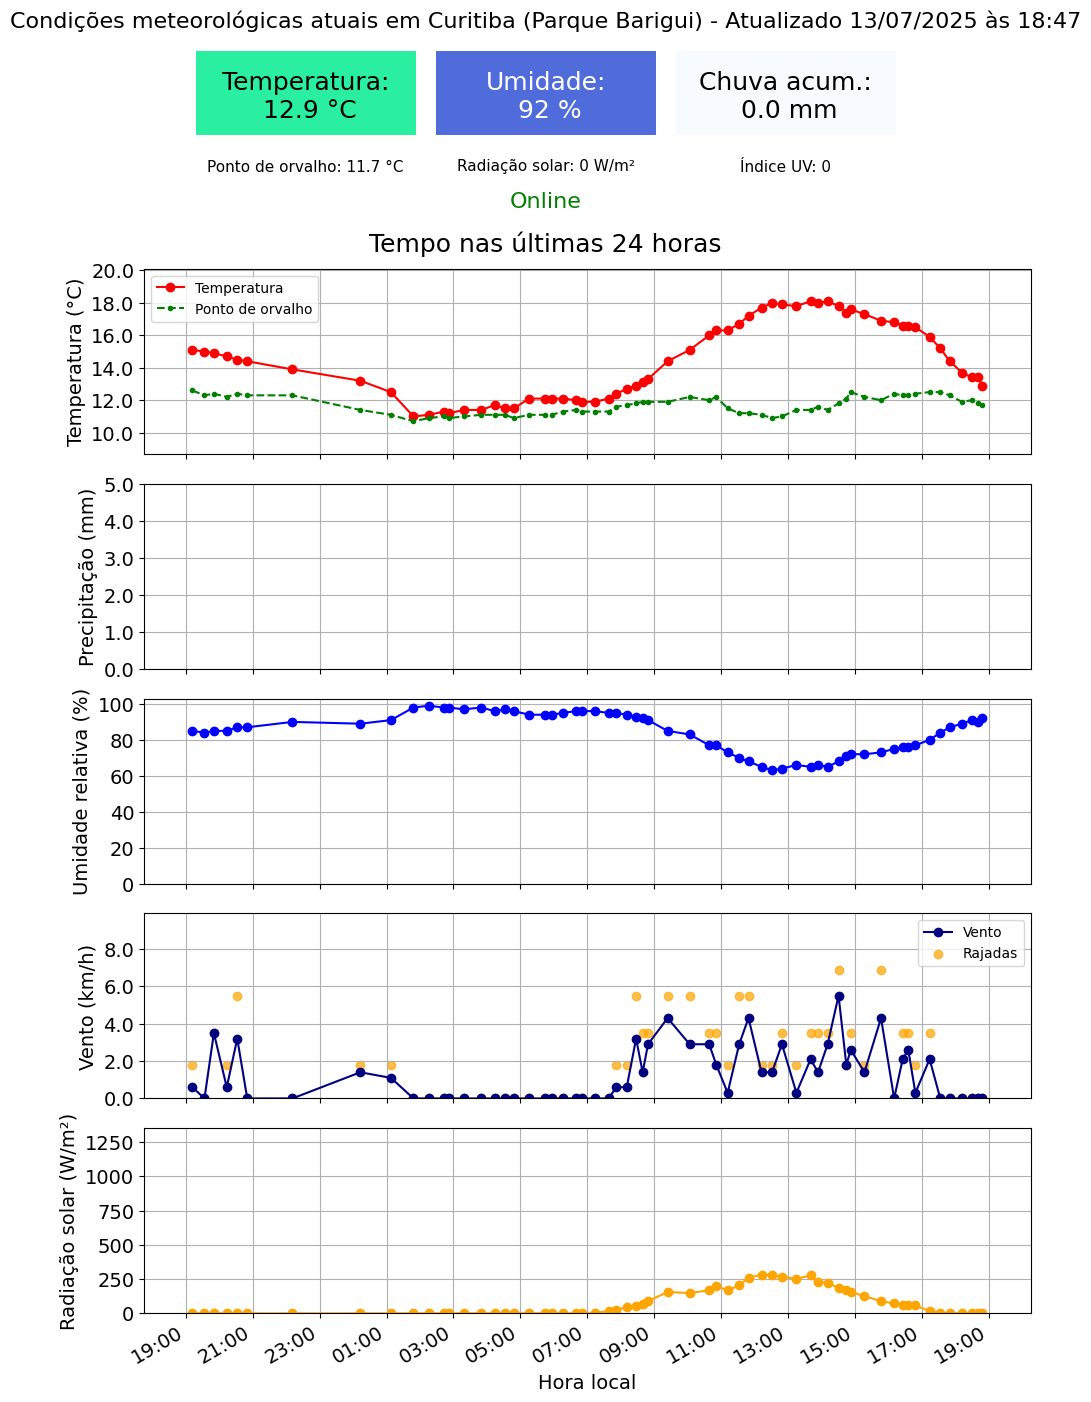 Condições meteorológicas atuais em Curitiba (Parque Barigui) - Atualizado 13/07/2025 às 18:47
Temperatura:
12.9 °C
Umidade:
92 %
Chuva acum.:
0.0 mm
Ponto de orvalho: 11.7 °C
Radiação solar: 0 W/m²
Índice UV: 0
Online
Tempo nas últimas 24 horas
Temperatura (°C)
20.0
18.0
16.0
14.0
12.0
10.0
Temperatura
Ponto de orvalho
Precipitação (mm)
5.0
4.0
3.0
2.0
1.0
0.0
Umidade relativa (%)
100
80
60
40
20
0
Vento (km/h)
8.0
6.0
4.0
2.0
0.0
Vento
Rajadas
Radiação solar (W/m²)
1250
1000
750
500
250
0
19:00
21:00
23:00
01:00
03:00
05:00
07:00
09:00
11:00
13:00
15:00
17:00
19:00
Hora local